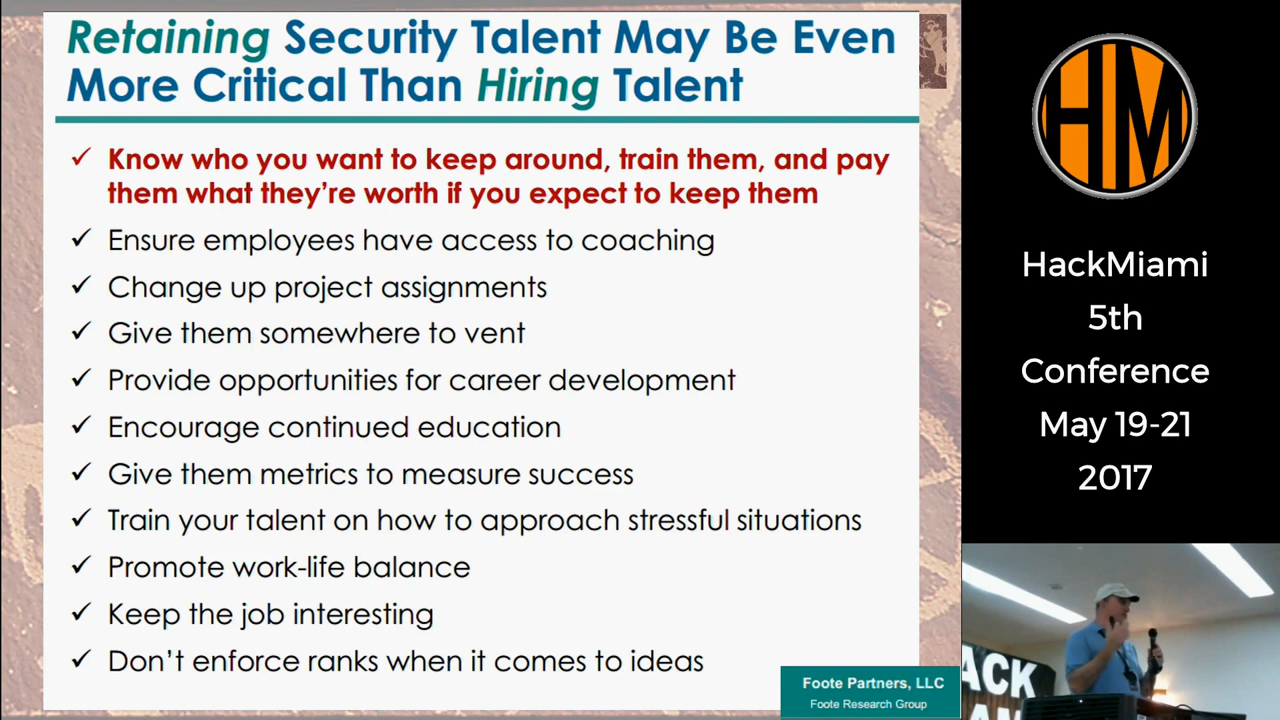 Retaining Security Talent May Be Even
More Critical Than Hiring Talent
✓ Know who you want to keep around, train them, and pay
them what they're worth if you expect to keep them
✓ Ensure employees have access to coaching
✓ Change up project assignments
✓ Give them somewhere to vent
✓ Provide opportunities for career development
✓ Encourage continued education
✓ Give them metrics to measure success
✓ Train your talent on how to approach stressful situations
✓ Promote work-life balance
✓ Keep the job interesting
✓ Don't enforce ranks when it comes to ideas
Foote Partners, LLC
Foote Research Group
HM
HackMiami
5th
Conference
May 19-21
2017
ACK